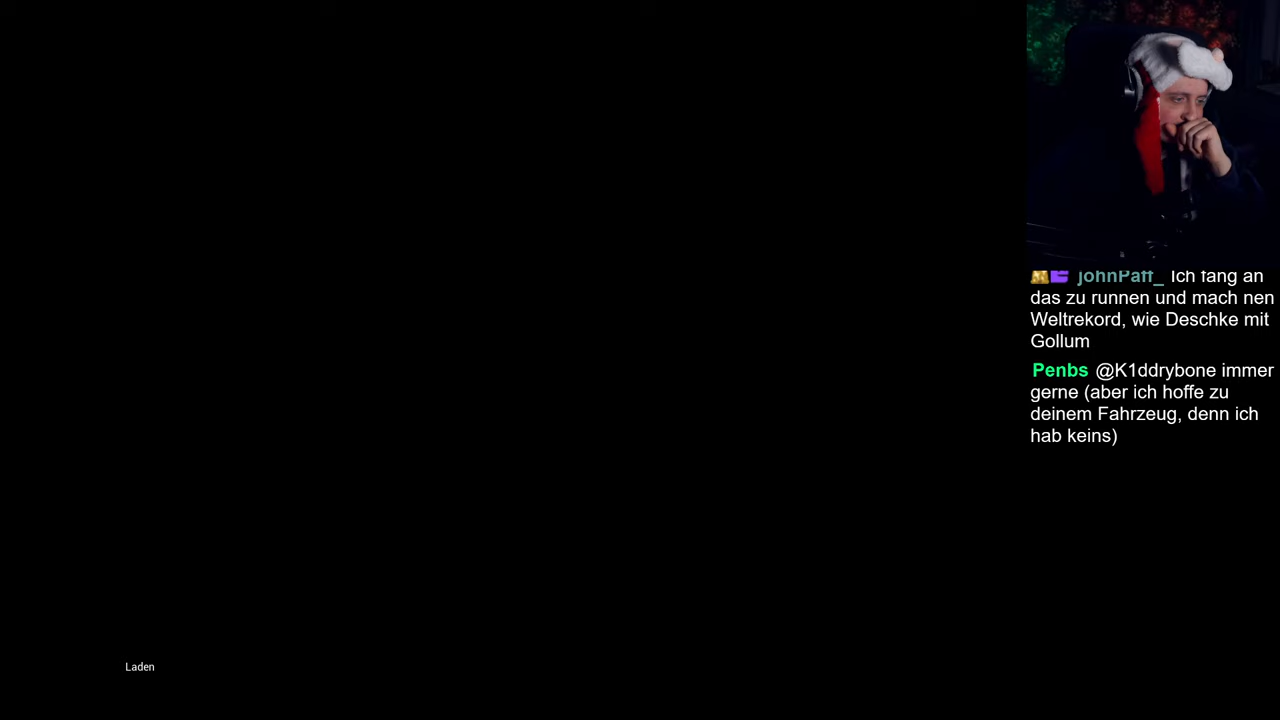 johnPaff_ Ich fang an
das zu runnen und mach nen
Weltrekord, wie Deschke mit
Gollum
Penbs @K1ddrybone immer
gerne (aber ich hoffe zu
deinem Fahrzeug, denn ich
hab keins)
Laden